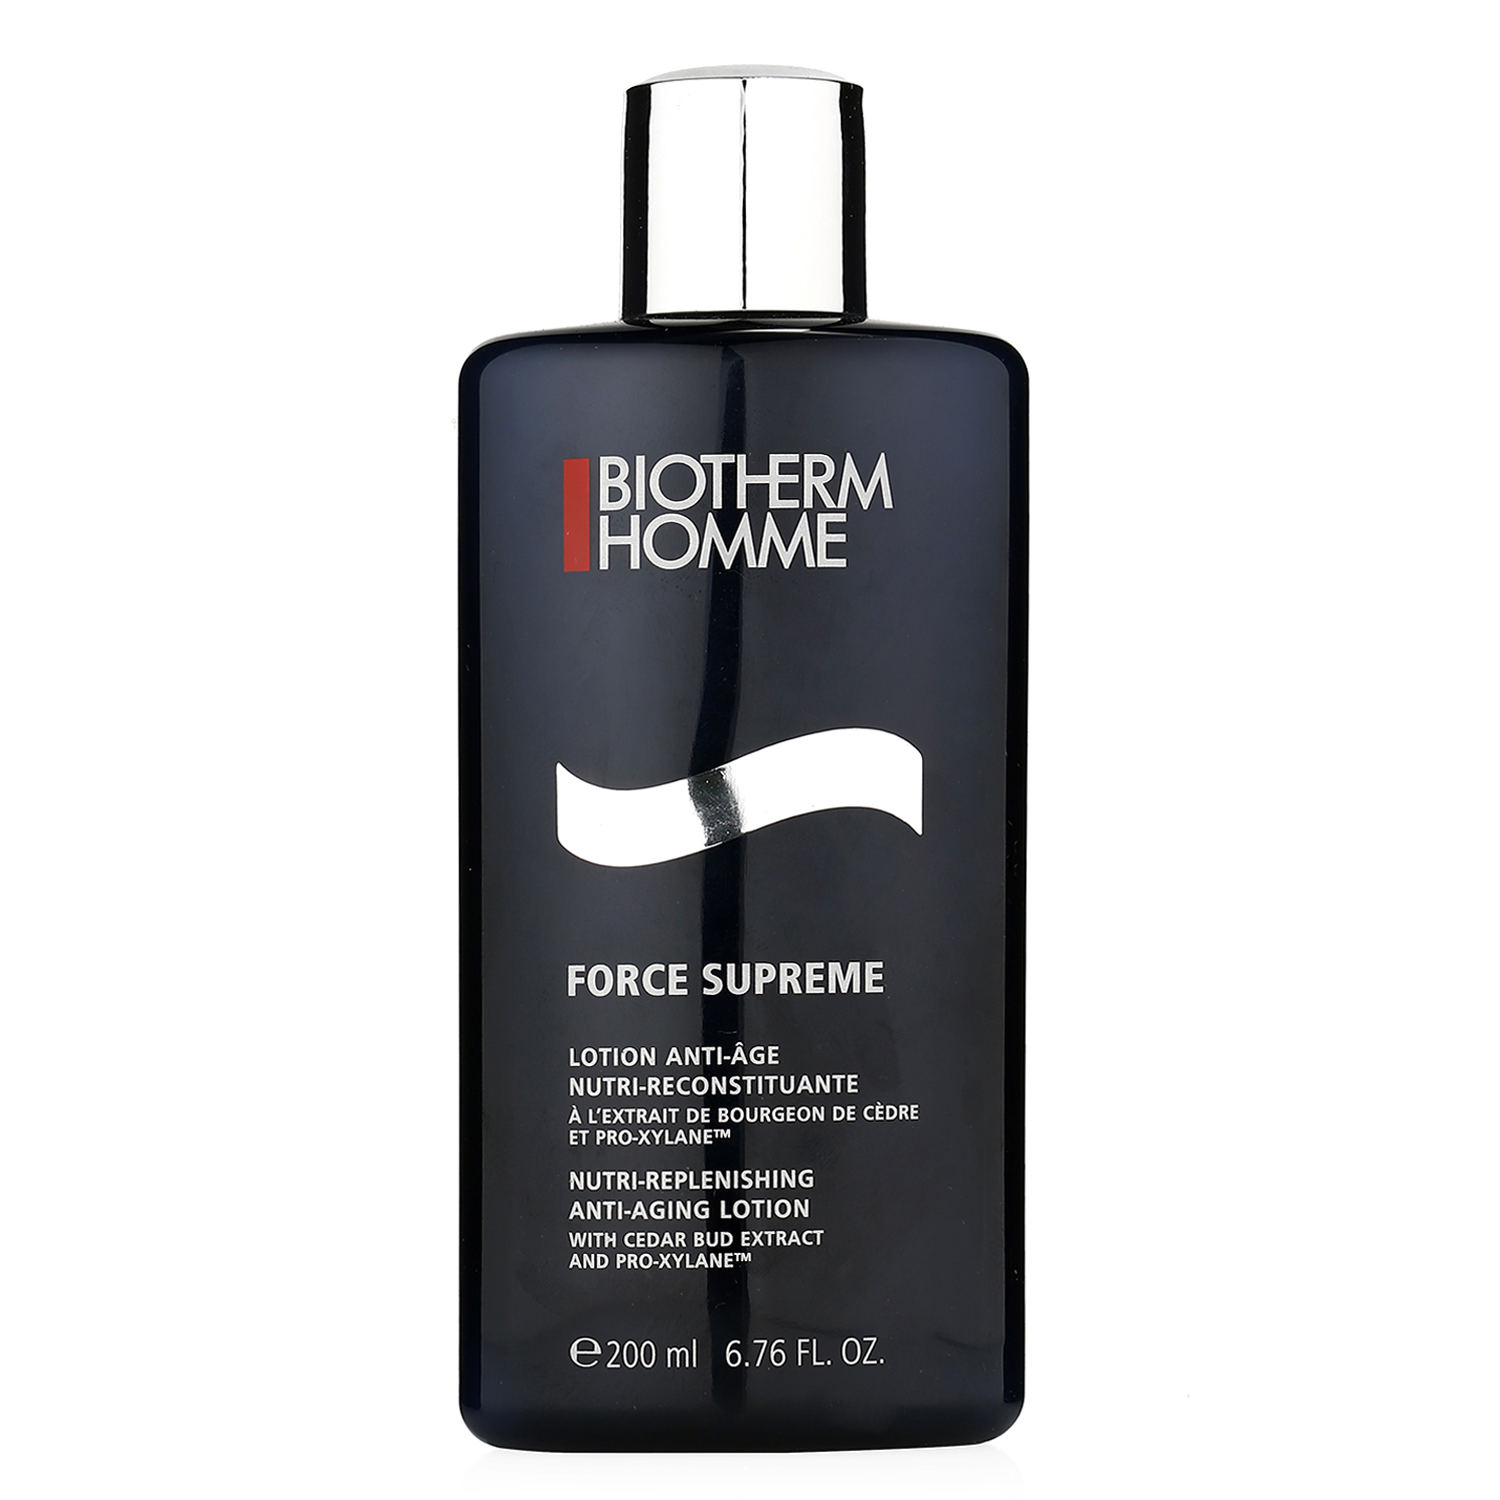 BIOTHERM
HOMME
FORCE SUPREME
LOTION ANTI-ÂGE
NUTRI-RECONSTITUANTE
À L'EXTRAIT DE BOURGEON DE CÈDRE
ET PRO-XYLANE™
NUTRI-REPLENISHING
ANTI-AGING LOTION
WITH CEDAR BUD EXTRACT
AND PRO-XYLANE™
℮200 ml 6.76 FL. OZ.